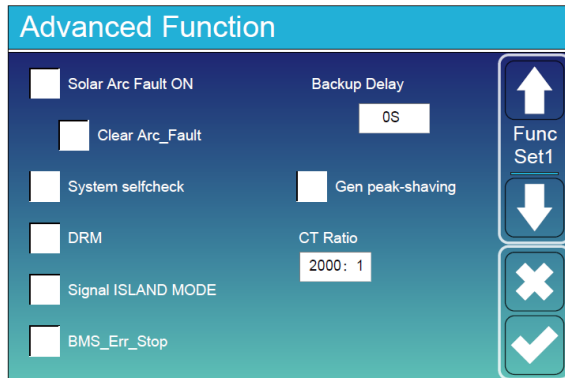 Advanced Function
Solar Arc Fault ON
Backup Delay
0S
Clear Arc_Fault
Func
Set1
System selfcheck
Gen peak-shaving
DRM
CT Ratio
2000: 1
Signal ISLAND MODE
BMS_Err_Stop